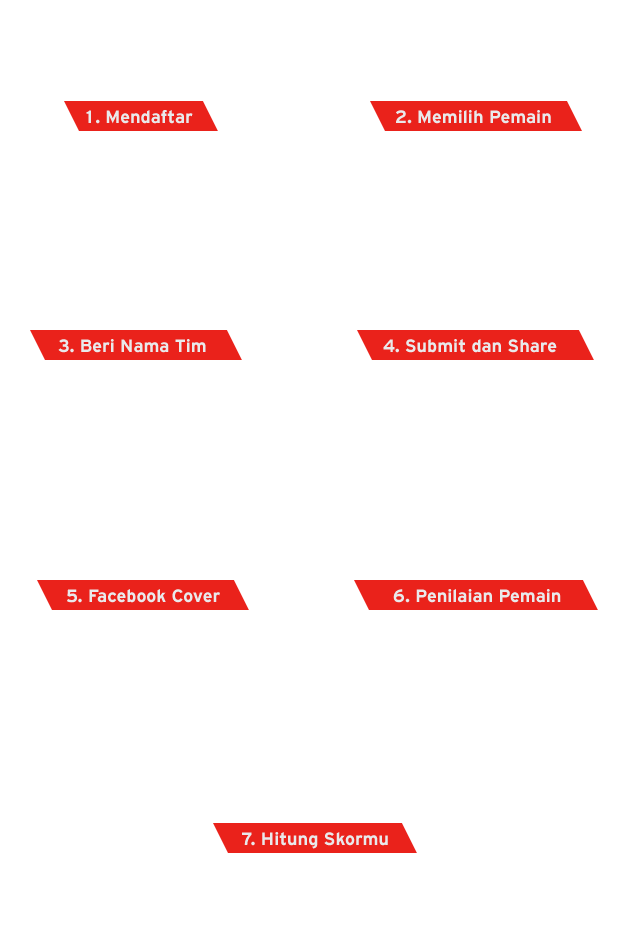 1. Mendaftar
2. Memilih Pemain
3. Beri Nama Tim
4. Submit dan Share
5. Facebook Cover
6. Penilaian Pemain
7. Hitung Skormu